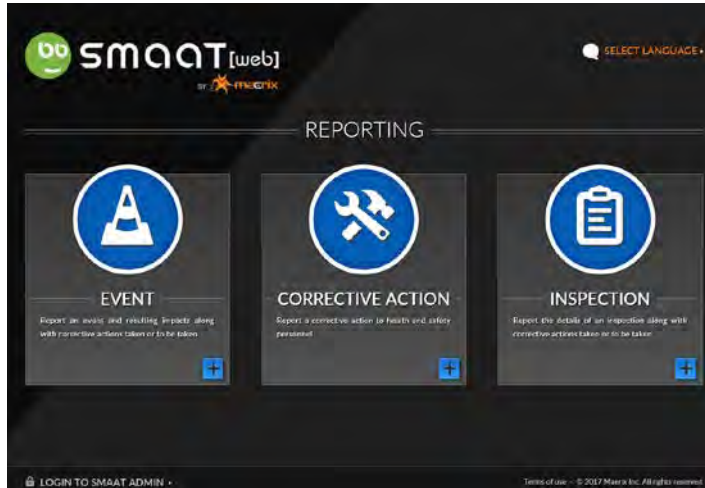 SMAAT[web]
SELECT LANGUAGE
BY maerix
REPORTING
EVENT
Report an event and resulting impacts along
with corrective actions taken or to be taken
CORRECTIVE ACTION
Report a corrective action to health and safety
personnel
INSPECTION
Report the details of an inspection along with
corrective actions taken or to be taken
LOGIN TO SMAAT ADMIN
Terms of use - © 2017 Maerix Inc. All rights reserved